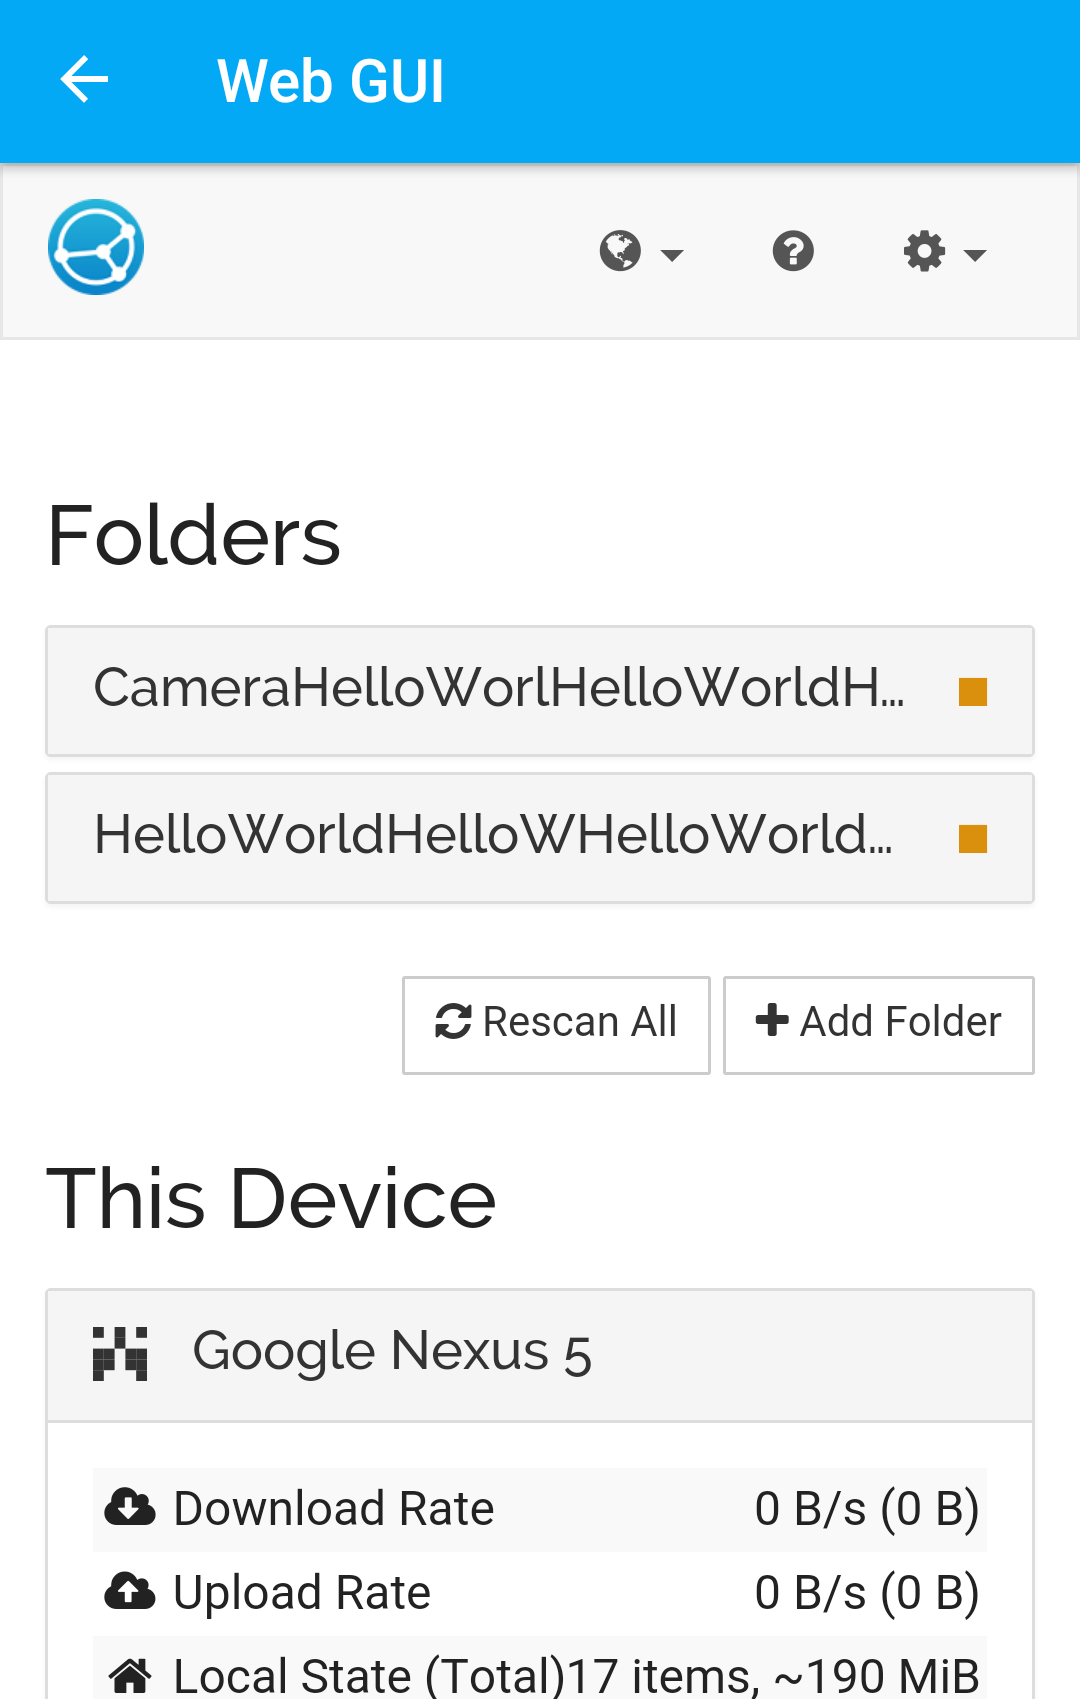 Web GUI
Folders
CameraHelloWorlHelloWorldH...
HelloWorldHelloWHelloWorld...
Rescan All
Add Folder
This Device
Google Nexus 5
Download Rate 0 B/s (0 B)
Upload Rate 0 B/s (0 B)
Local State (Total)17 items, ~190 MiB